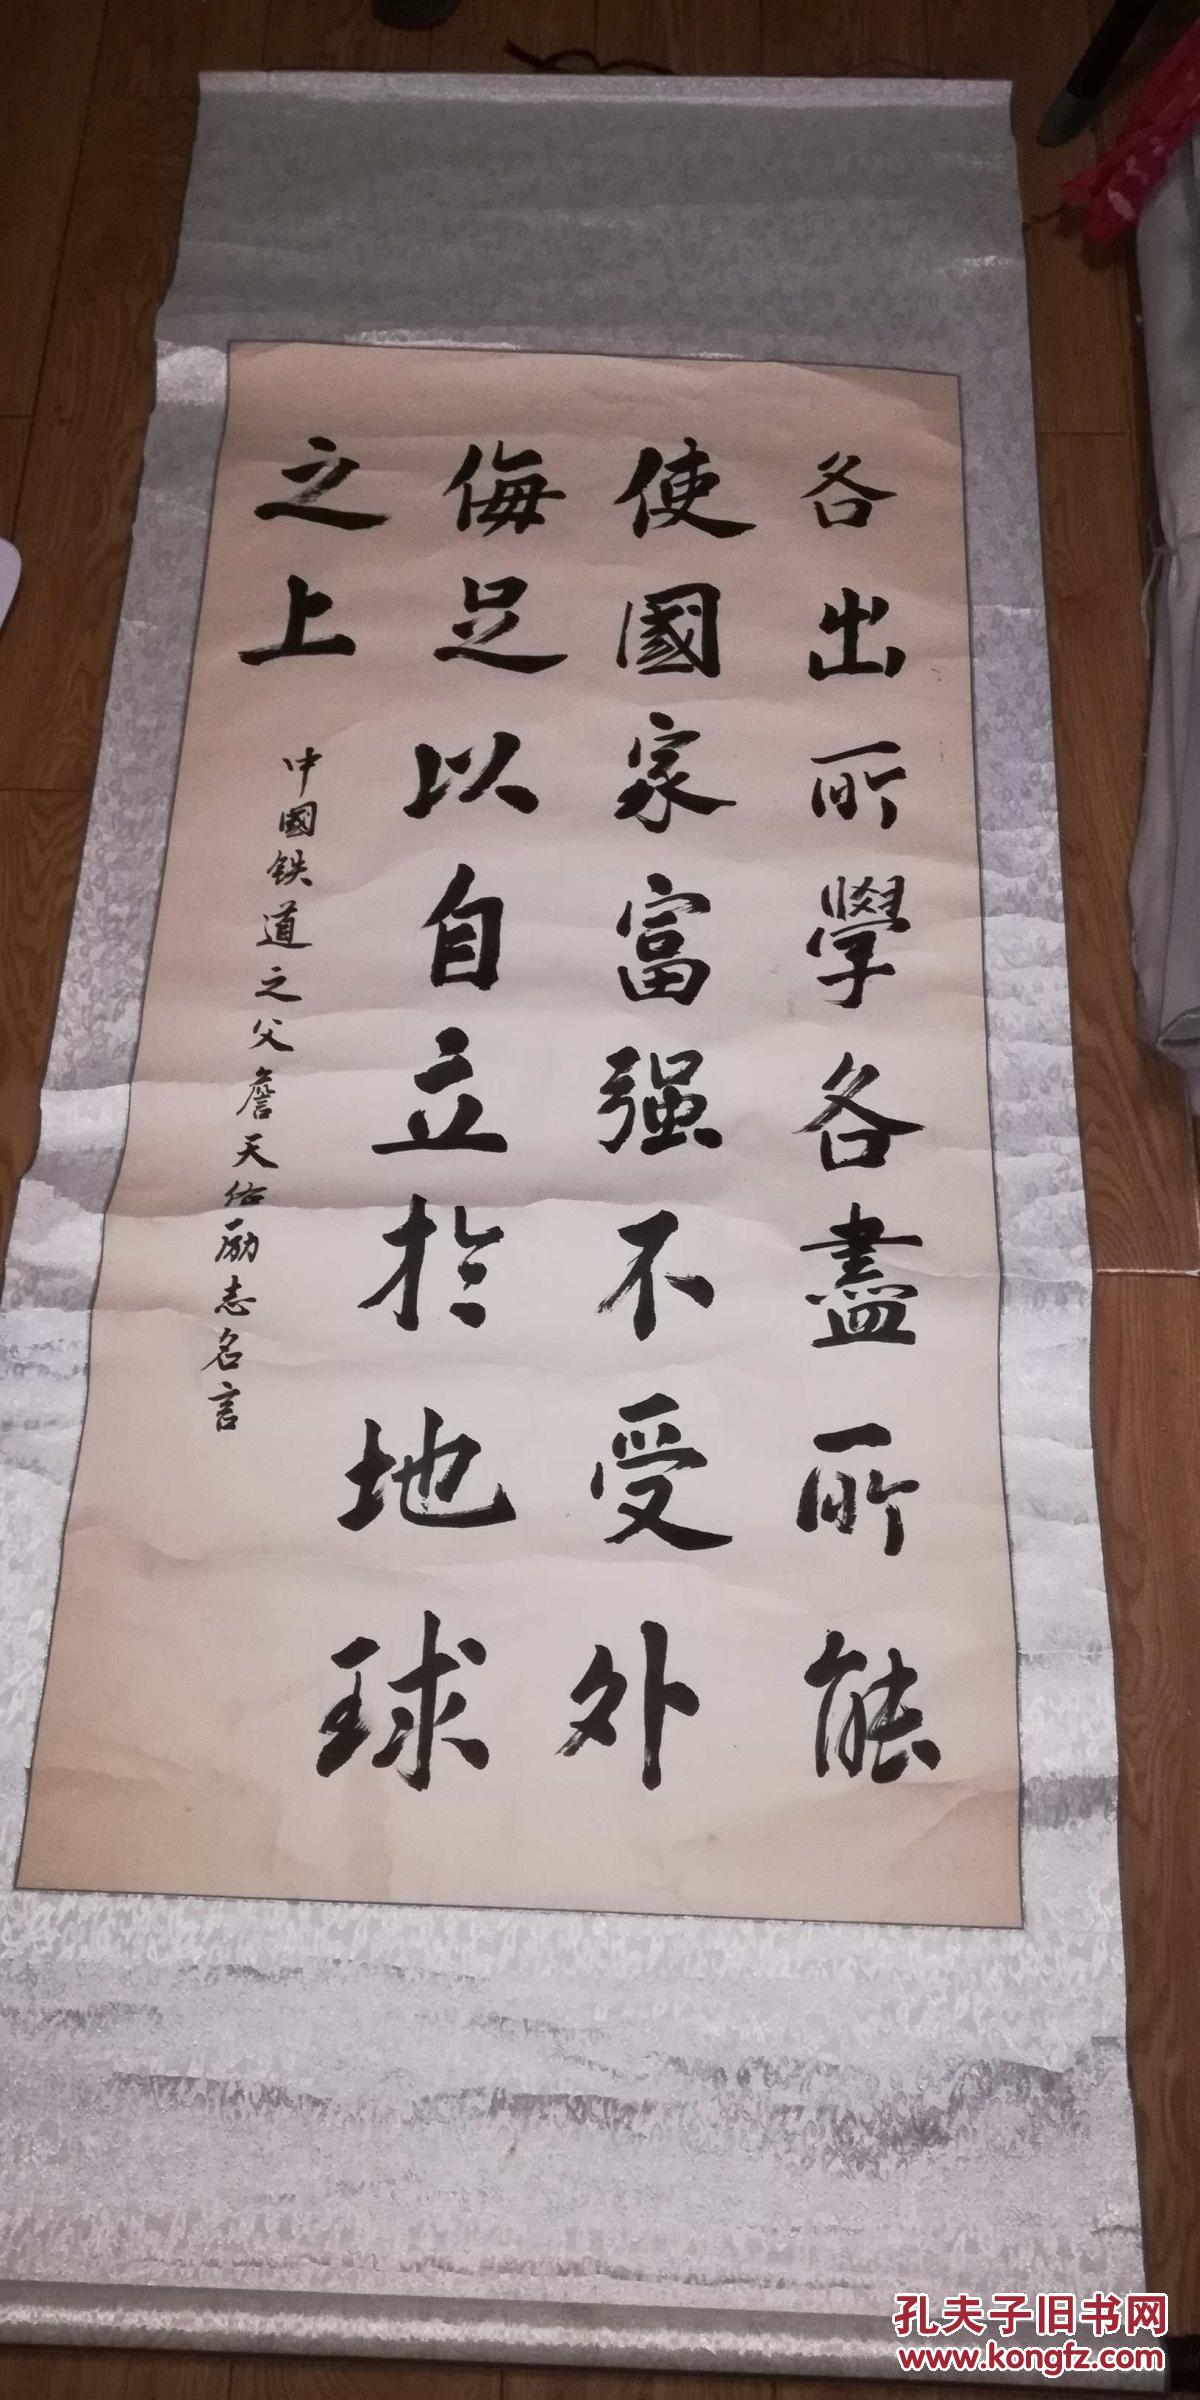 各出所學各盡所能
使國家富强不受外
侮足以自立於地球
之上
中國铁道之父詹天佑励志名言
孔夫子旧书网
www.kongfz.com